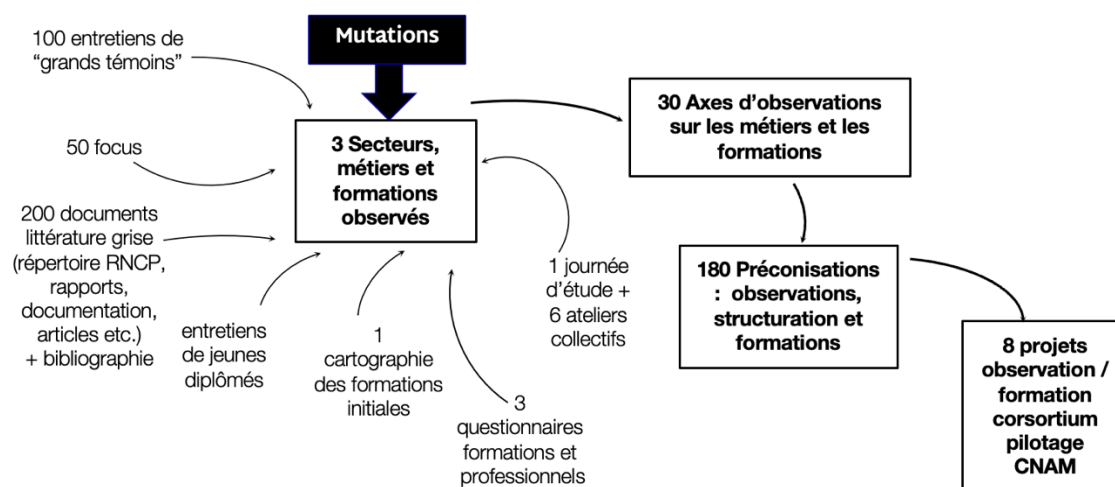 100 entretiens de
“grands témoins”
Mutations
50 focus
3 Secteurs,
métiers et
formations
observés
30 Axes d’observations
sur les métiers et les
formations
200 documents
littérature grise
(répertoire RNCP,
rapports,
documentation,
articles etc.)
+ bibliographie
entretiens
de jeunes
diplômés
1
cartographie
des formations
initiales
3
questionnaires
formations et
professionnels
1 journée
d’étude +
6 ateliers
collectifs
180 Préconisations
: observations,
structuration et
formations
8 projets
observation /
formation
consortium
pilotage
CNAM